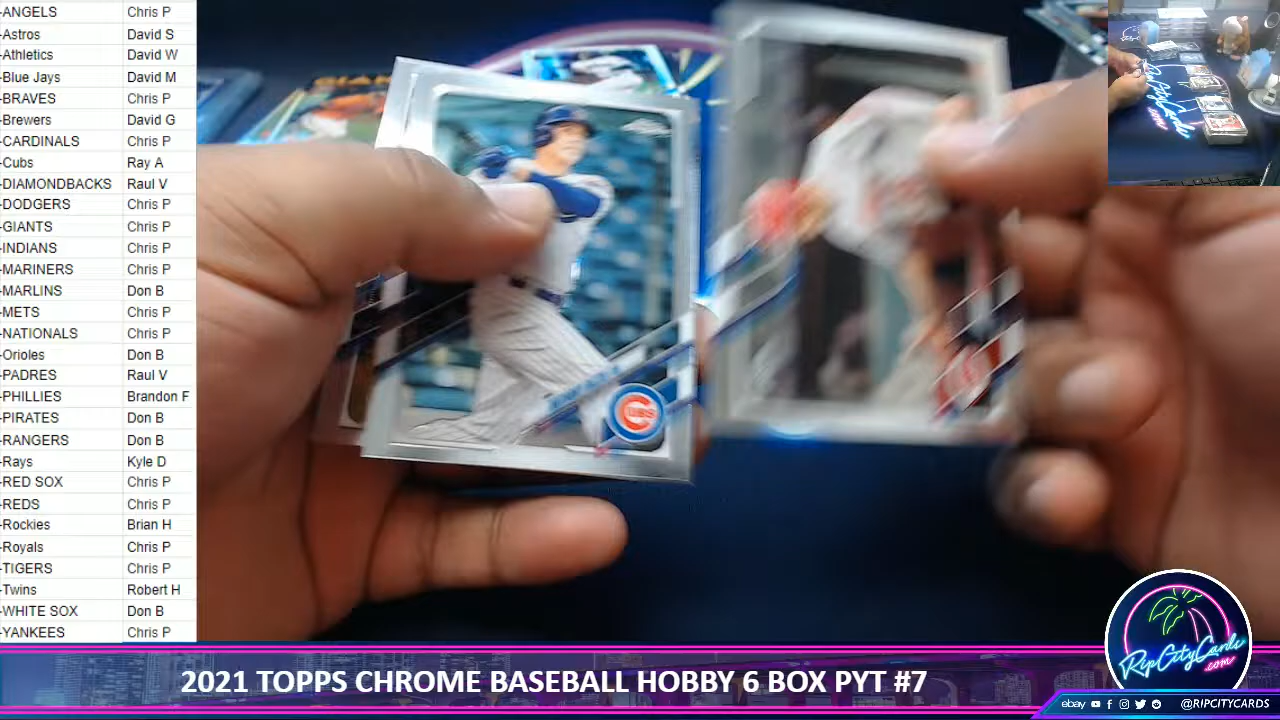 -ANGELS Chris P
-Astros David S
-Athletics David W
-Blue Jays David M
-BRAVES Chris P
-Brewers David G
-CARDINALS Chris P
-Cubs Ray A
-DIAMONDBACKS Raul V
-DODGERS Chris P
-GIANTS Chris P
-INDIANS Chris P
-MARINERS Chris P
-MARLINS Don B
-METS Chris P
-NATIONALS Chris P
-Orioles Don B
-PADRES Raul V
-PHILLIES Brandon F
-PIRATES Don B
-RANGERS Don B
-Rays Kyle D
-RED SOX Chris P
-REDS Chris P
-Rockies Brian H
-Royals Chris P
-TIGERS Chris P
-Twins Robert H
-WHITE SOX Don B
-YANKEES Chris P
CUBS
RipCityCards
.com
2021 TOPPS CHROME BASEBALL HOBBY 6 BOX PYT #7
ebay @RIPCITYCARDS